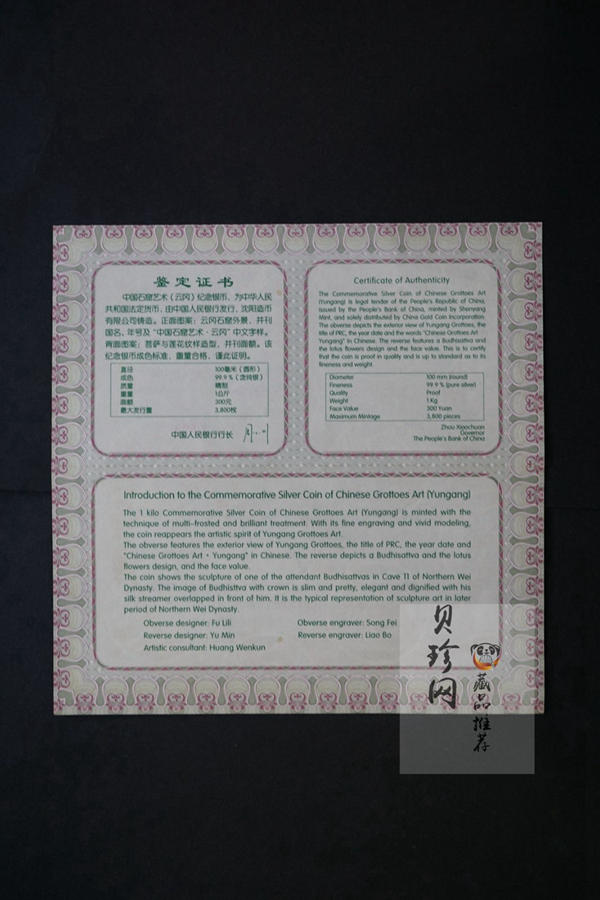 鉴定证书
中国石窟艺术（云冈）纪念银币，为中华人民
共和国法定货币，由中国人民银行发行，沈阳造币
有限公司铸造。正面图案：云冈石窟外景，并刊
国名、年号及“中国石窟艺术·云冈”中文字样。
背面图案：菩萨与莲花纹样造型，并刊面额。该
纪念银币成色标准，重量合格，谨此证明。
直径 100毫米（圆形）
成色 99.9％（含纯银）
质量 精制
重量 1公斤
面额 300元
最大发行量 3,800枚
中国人民银行行长
Certificate of Authenticity
The Commemorative Silver Coin of Chinese Grottoes Art
(Yungang) is legal tender of the People's Republic of China,
issued by the People's Bank of China, minted by Shenyang
Mint, and solely distributed by China Gold Coin Incorporation.
The obverse depicts the exterior view of Yungang Grottoes, the
title of PRC, the year date and the words "Chinese Grottoes Art
· Yungang" in Chinese. The reverse features a Budhisattva and
the lotus flowers design and the face value. This is to certify
that the coin is proof in quality and is up to standard as to its
fineness and weight.
Diameter 100 mm (round)
Fineness 99.9 % (pure silver)
Quality Proof
Weight 1 Kg
Face Value 300 Yuan
Maximum Mintage 3,800 pieces
Zhou Xiaochuan
Governor
The People's Bank of China
Introduction to the Commemorative Silver Coin of Chinese Grottoes Art (Yungang)
The 1 kilo Commemorative Silver Coin of Chinese Grottoes Art (Yungang) is minted with the
technique of multi-frosted and brilliant treatment. With its fine engraving and vivid modeling,
the coin reappears the artistic spirit of Yungang Grottoes Art.
The obverse features the exterior view of Yungang Grottoes, the title of PRC, the year date and
"Chinese Grottoes Art · Yungang" in Chinese. The reverse depicts a Budhisattva and the lotus
flowers design, and the face value.
The coin shows the sculpture of one of the attendant Budhisattvas in Cave 11 of Northern Wei
Dynasty. The image of Budhisttva with crown is slim and pretty, elegant and dignified with his
silk streamer overlapped in front of him. It is the typical representation of sculpture art in later
period of Northern Wei Dynasty.
Obverse designer: Fu Lili Obverse engraver: Song Fei
Reverse designer: Yu Min Reverse engraver: Liao Bo
Artistic consultant: Huang Wenkun
贝珍网
藏品推荐